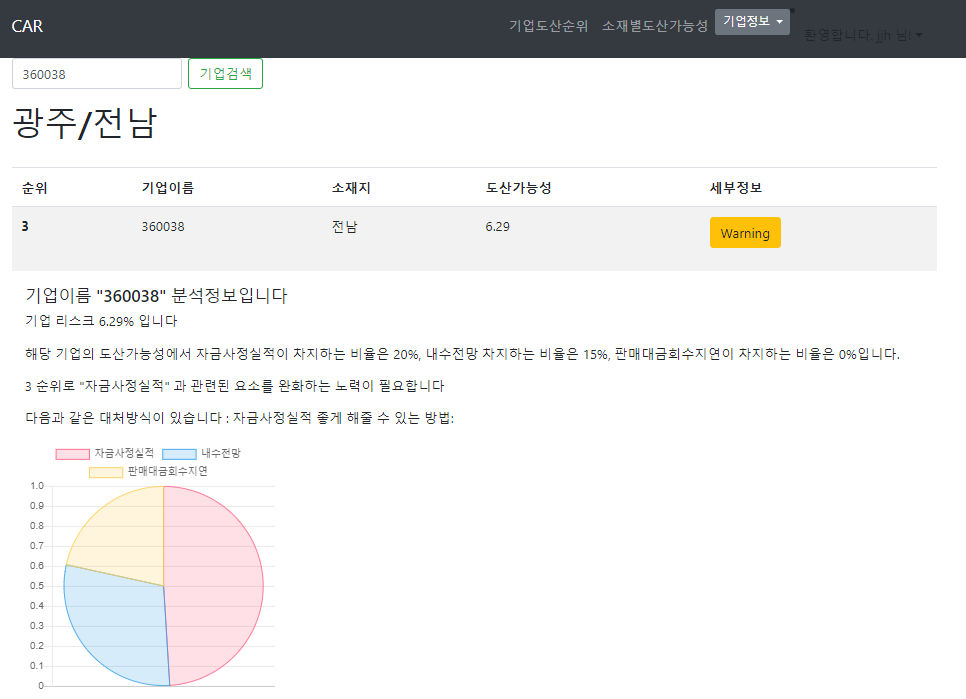 CAR 기업도산순위 소재별도산가능성 기업정보 환영합니다. jjh 님!
360038 기업검색
광주/전남
순위 기업이름 소재지 도산가능성 세부정보
3 360038 전남 6.29 Warning
기업이름 "360038" 분석정보입니다
기업 리스크 6.29% 입니다
해당 기업의 도산가능성에서 자금사정실적이 차지하는 비율은 20%, 내수전망 차지하는 비율은 15%, 판매대금회수지연이 차지하는 비율은 0%입니다.
3 순위로 "자금사정실적" 과 관련된 요소를 완화하는 노력이 필요합니다
다음과 같은 대처방식이 있습니다 : 자금사정실적 좋게 해줄 수 있는 방법:
자금사정실적 내수전망
판매대금회수지연
1.0
0.9
0.8
0.7
0.6
0.5
0.4
0.3
0.2
0.1
0